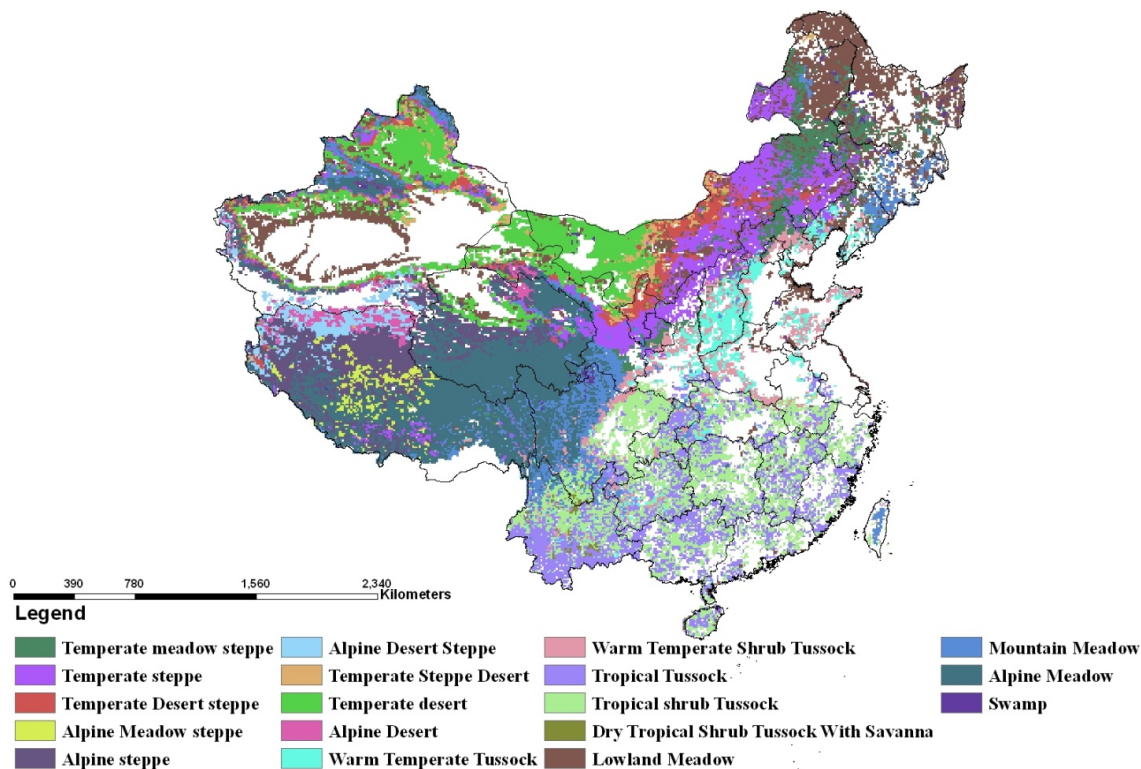 0 390 780 1,560 2,340 Kilometers
Legend
Temperate meadow steppe
Temperate steppe
Temperate Desert steppe
Alpine Meadow steppe
Alpine steppe
Alpine Desert Steppe
Temperate Steppe Desert
Temperate desert
Alpine Desert
Warm Temperate Tussock
Warm Temperate Shrub Tussock
Tropical Tussock
Tropical shrub Tussock
Dry Tropical Shrub Tussock With Savanna
Lowland Meadow
Mountain Meadow
Alpine Meadow
Swamp